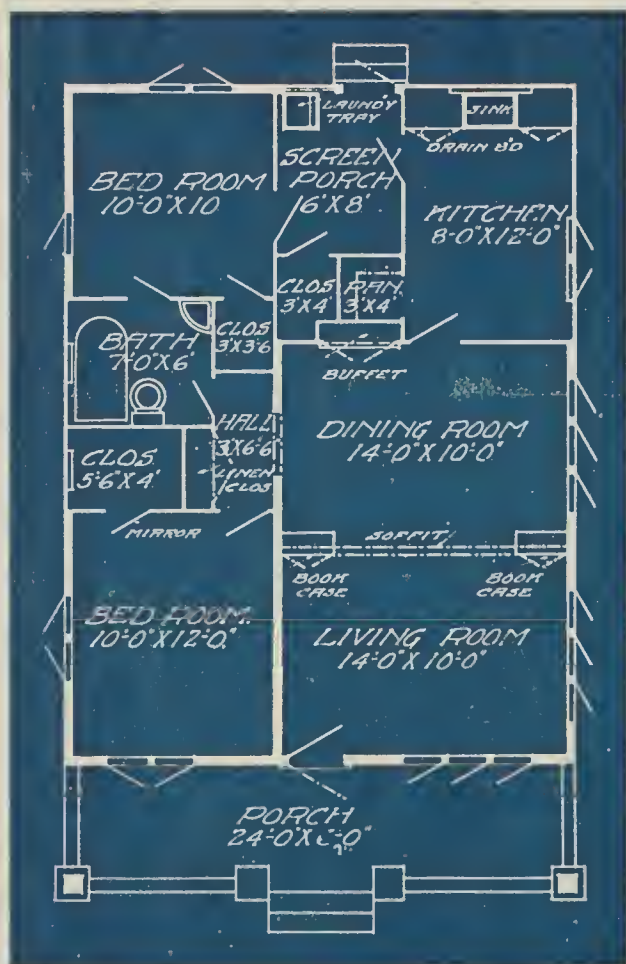 LAUNDY
TRAY
SINK
DRAIN B'D
SCREEN
PORCH
6'X8'
BED ROOM
10'-0"X10
KITCHEN
8'-0"X12'-0"
CLOS
3'X4'
PAN.
3'X4'
CLOS
3'X3'6
BATH
7'-0"X6'
BUFFET
HALL
3'X6'6
DINING ROOM
14'-0"X10'-0"
CLOS.
5'-6"X4'
LINEN
CLOS
MIRROR
SOFFIT
BOOK
CASE
BOOK
CASE
BED ROOM.
10'-0"X12'-0."
LIVING ROOM
14'-0"X10'-0"
PORCH
24'-0"X